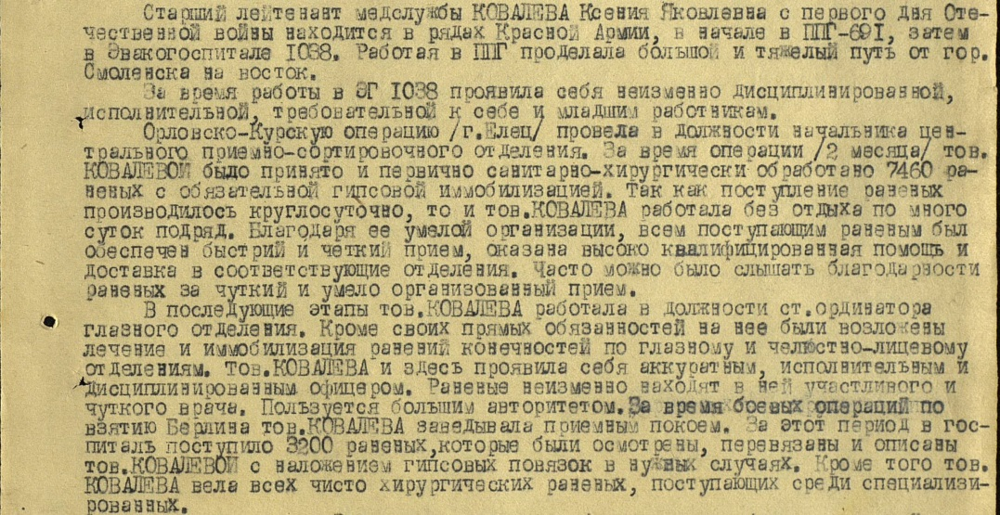 Старший лейтенант медслужбы КОВАЛЕВА Ксения Яковлевна с первого дня Оте-
чественной войны находится в рядах Красной Армии, в начале в ППГ-691, затем
в Эвакогоспитале 1038. Работая в ППГ проделала большой и тяжелый путь от гор.
Смоленска на восток.
За время работы в ЭГ 1038 проявила себя неизменно дисциплинированной,
исполнительной, требовательной к себе и младшим работникам.
Орловско-Курскую операцию /г.Елец/ провела в должности начальника цен-
трального приемно-сортировочного отделения. За время операции /2 месяца/ тов.
КОВАЛЕВОЙ было принято и первично санитарно-хирургически обработано 7460 ра-
неных с обязательной гипсовой иммобилизацией. Так как поступление раненых
производилось круглосуточно, то и тов.КОВАЛЕВА работала без отдыха по много
суток подряд. Благодаря ее умелой организации, всем поступающим раненым был
обеспечен быстрий и четкий прием, оказана высоко квалифицированная помощь и
доставка в соответствующие отделения. Часто можно было слышать благодарности
раненых за чуткий и умело организованный прием.
В последующие этапы тов.КОВАЛЕВА работала в должности ст.ординатора
глазного отделения. Кроме своих прямых обязанностей на нее были возложены
лечение и иммобилизация ранений конечностей по глазному и челюстно-лицевому
отделениям. Тов.КОВАЛЕВА и здесь проявила себя аккуратным, исполнительным и
дисциплинированным офицером. Раненые неизменно находят в ней участливого и
чуткого врача. Пользуется большим авторитетом. За время боевых операций по
взятию Берлина тов.КОВАЛЕВА заведывала приемным покоем. За этот период в гос-
питаль поступило 3200 раненых,которые были осмотрены, перевязаны и описаны
тов.КОВАЛЕВОЙ с наложением гипсовых повязок в нужных случаях. Кроме того тов.
КОВАЛЕВА вела всех чисто хирургических раненых, поступающих среди специализи-
рованных.